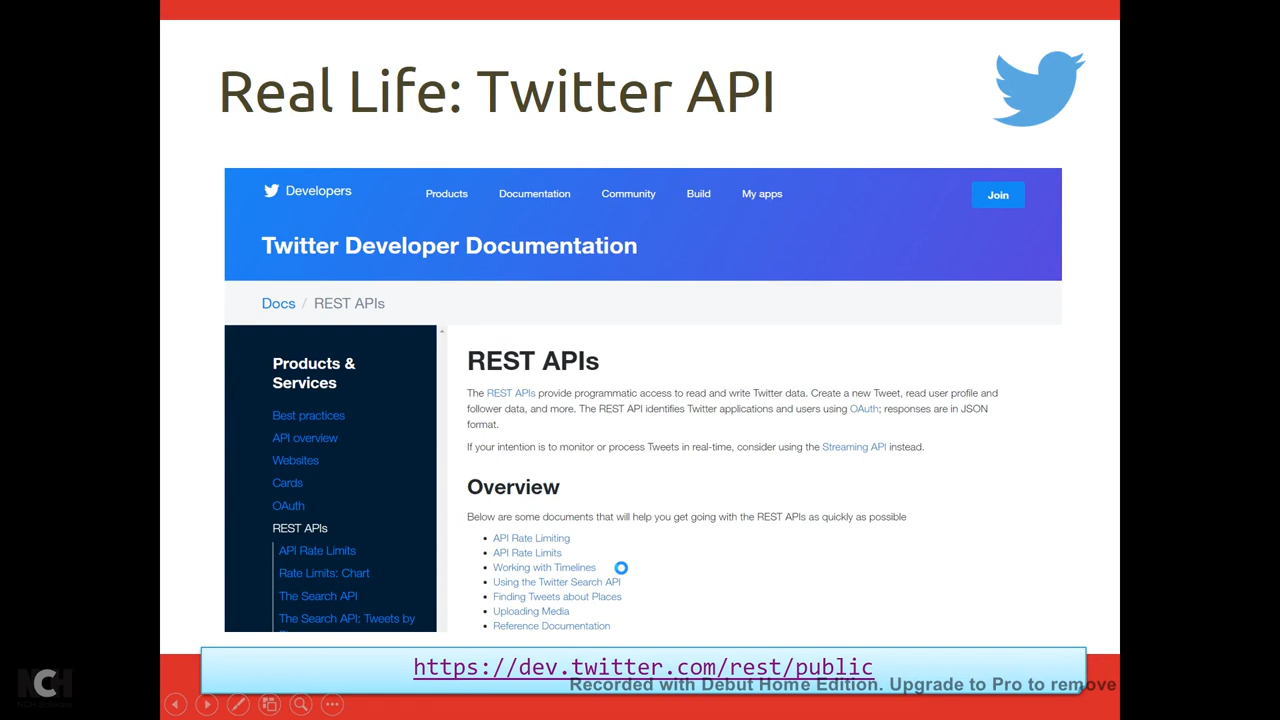 Real Life: Twitter API
Developers
Products
Documentation
Community
Build
My apps
Join
Twitter Developer Documentation
Docs / REST APIs
Products &
Services
Best practices
API overview
Websites
Cards
OAuth
REST APIs
API Rate Limits
Rate Limits: Chart
The Search API
The Search API: Tweets by
REST APIs
The REST APIs provide programmatic access to read and write Twitter data. Create a new Tweet, read user profile and
follower data, and more. The REST API identifies Twitter applications and users using OAuth; responses are in JSON
format.
If your intention is to monitor or process Tweets in real-time, consider using the Streaming API instead.
Overview
Below are some documents that will help you get going with the REST APIs as quickly as possible
• API Rate Limiting
• API Rate Limits
• Working with Timelines
• Using the Twitter Search API
• Finding Tweets about Places
• Uploading Media
• Reference Documentation
https://dev.twitter.com/rest/public
Recorded with Debut Home Edition. Upgrade to Pro to remove
NCH